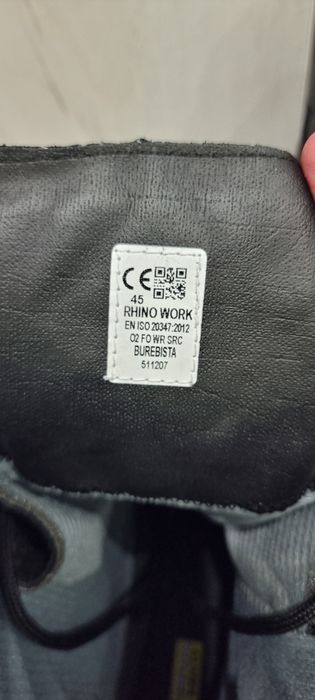 CE
45
RHINO WORK
EN ISO 20347:2012
O2 FO WR SRC
BUREBISTA
511207